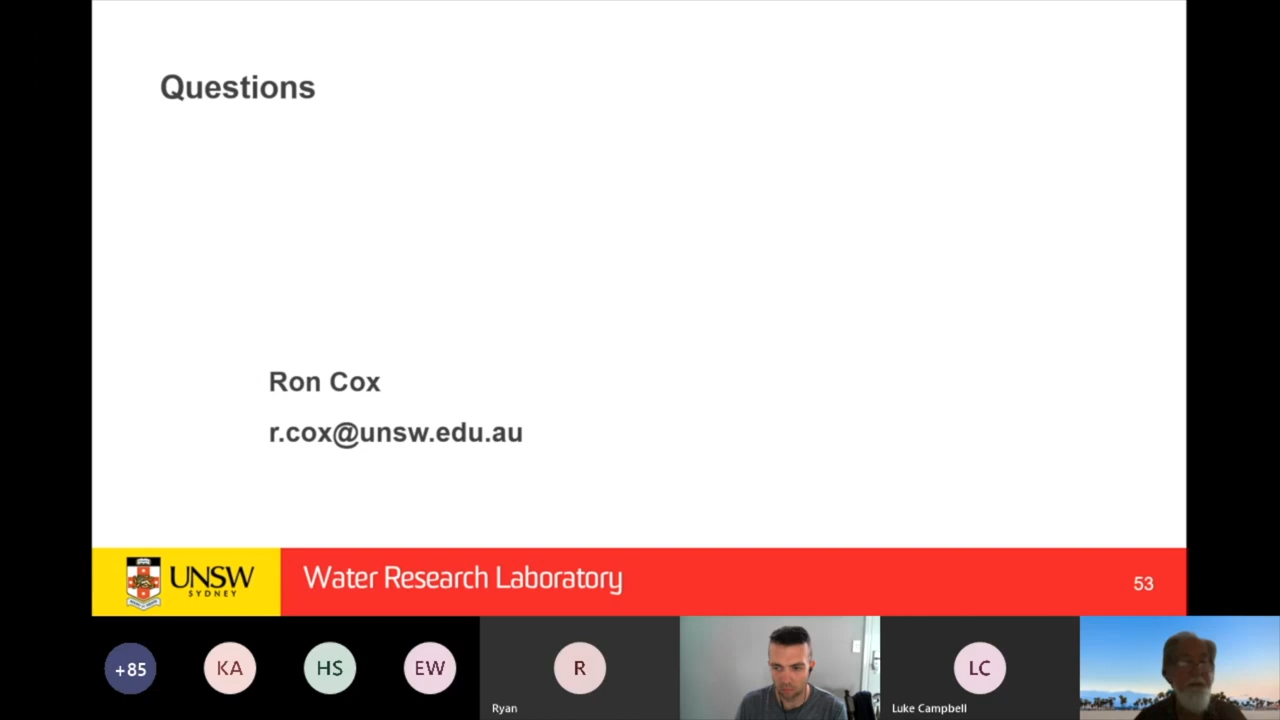 Questions
Ron Cox
r.cox@unsw.edu.au
UNSW
SYDNEY
Water Research Laboratory
53
+85
KA
HS
EW
R
LC
Ryan
Luke Campbell